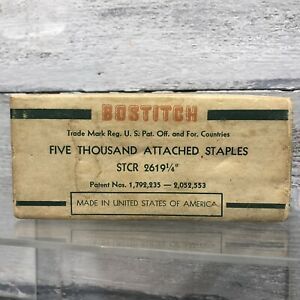 BOSTITCH
Trade Mark Reg. U. S. Pat. Off. and For. Countries
FIVE THOUSAND ATTACHED STAPLES
STCR 2619¼"
Patent Nos. 1,792,235 — 2,052,553
MADE IN UNITED STATES OF AMERICA